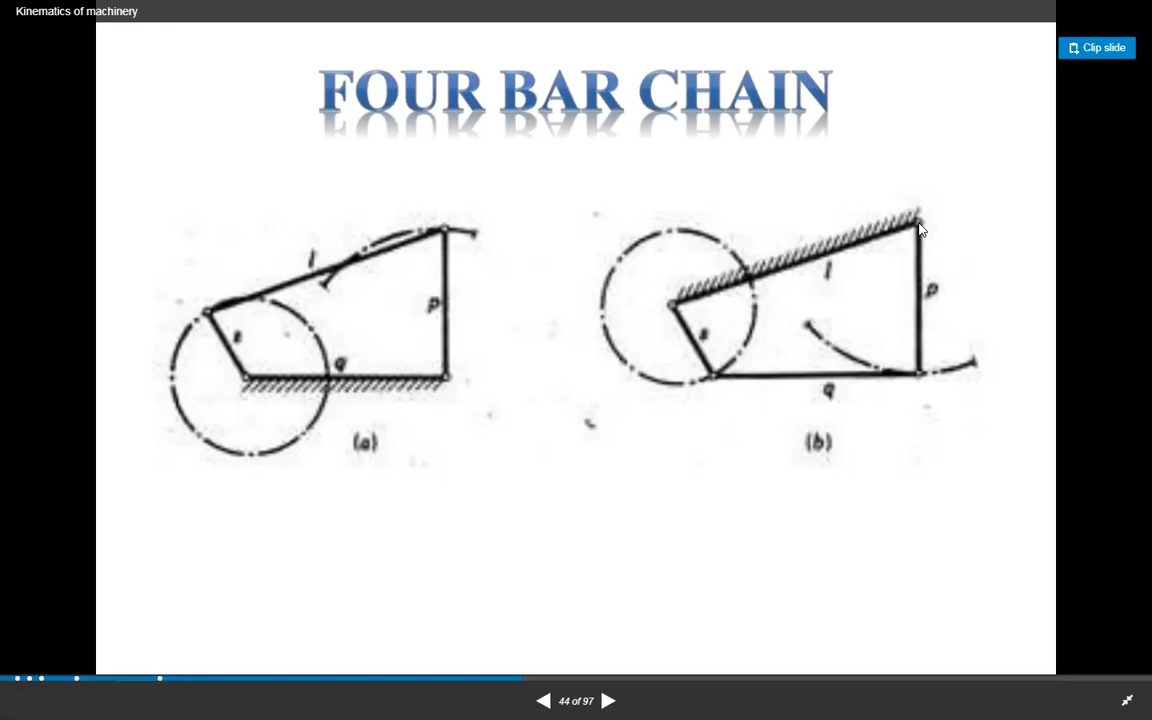 Kinematics of machinery
Clip slide
FOUR BAR CHAIN
l
s
p
q
(a)
l
s
p
q
(b)
44 of 97